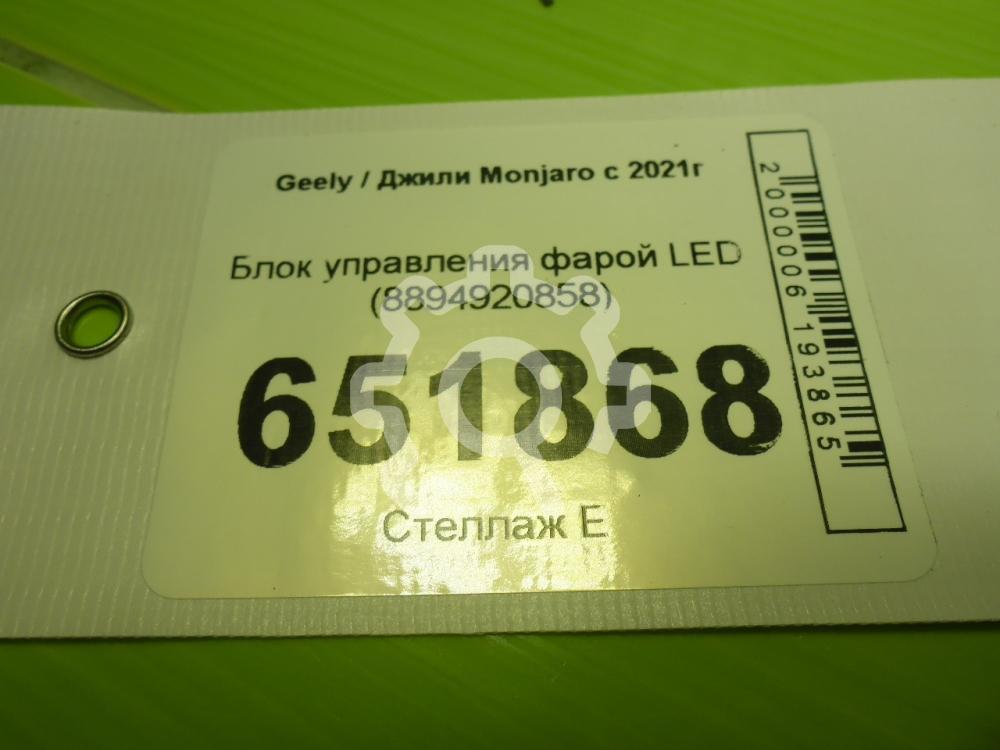 Geely / Джили Monjaro с 2021г
Блок управления фарой LED
(8894920858)
651868
Стеллаж Е
2000006193865